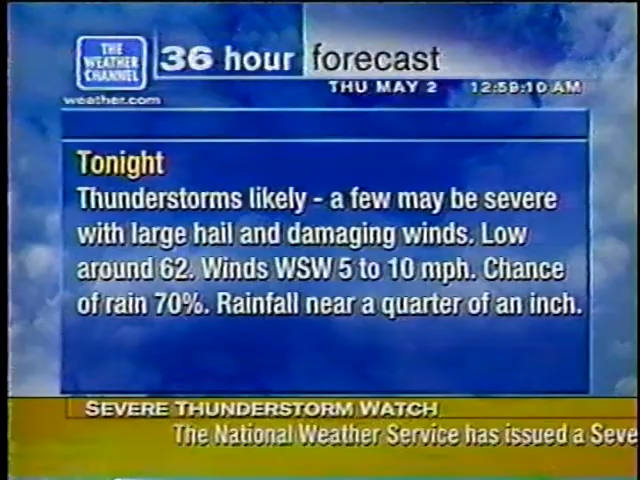 THE
WEATHER
CHANNEL
weather.com
36 hour forecast
THU MAY 2 12:59:10 AM
Tonight
Thunderstorms likely - a few may be severe
with large hail and damaging winds. Low
around 62. Winds WSW 5 to 10 mph. Chance
of rain 70%. Rainfall near a quarter of an inch.
SEVERE THUNDERSTORM WATCH
The National Weather Service has issued a Seve